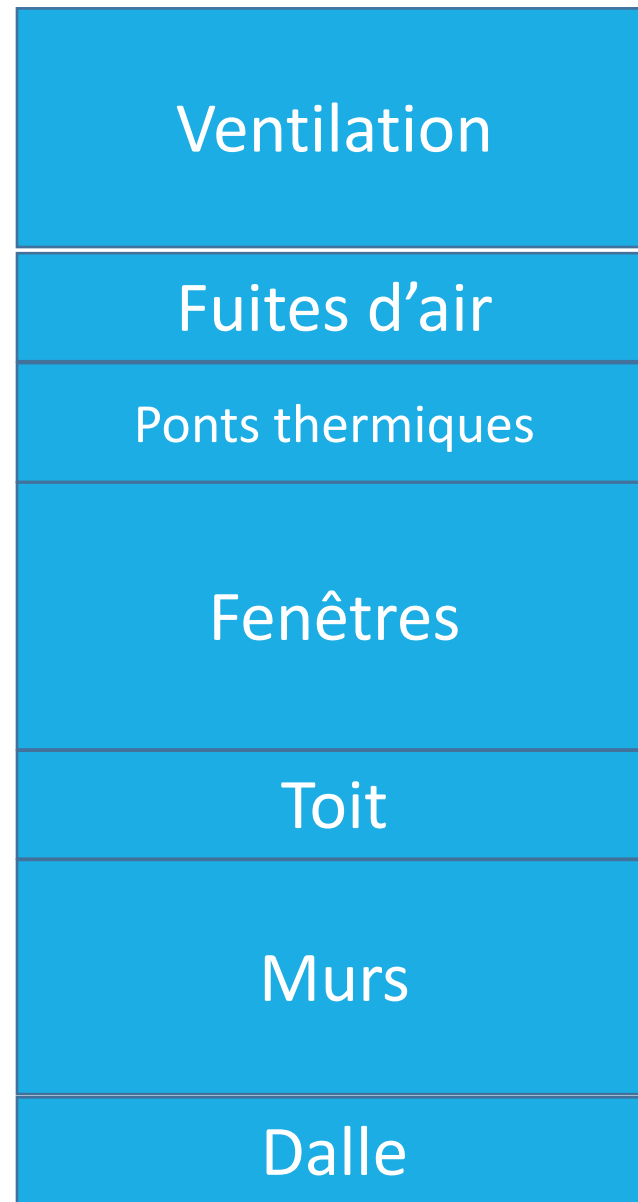 Ventilation
Fuites d’air
Ponts thermiques
Fenêtres
Toit
Murs
Dalle